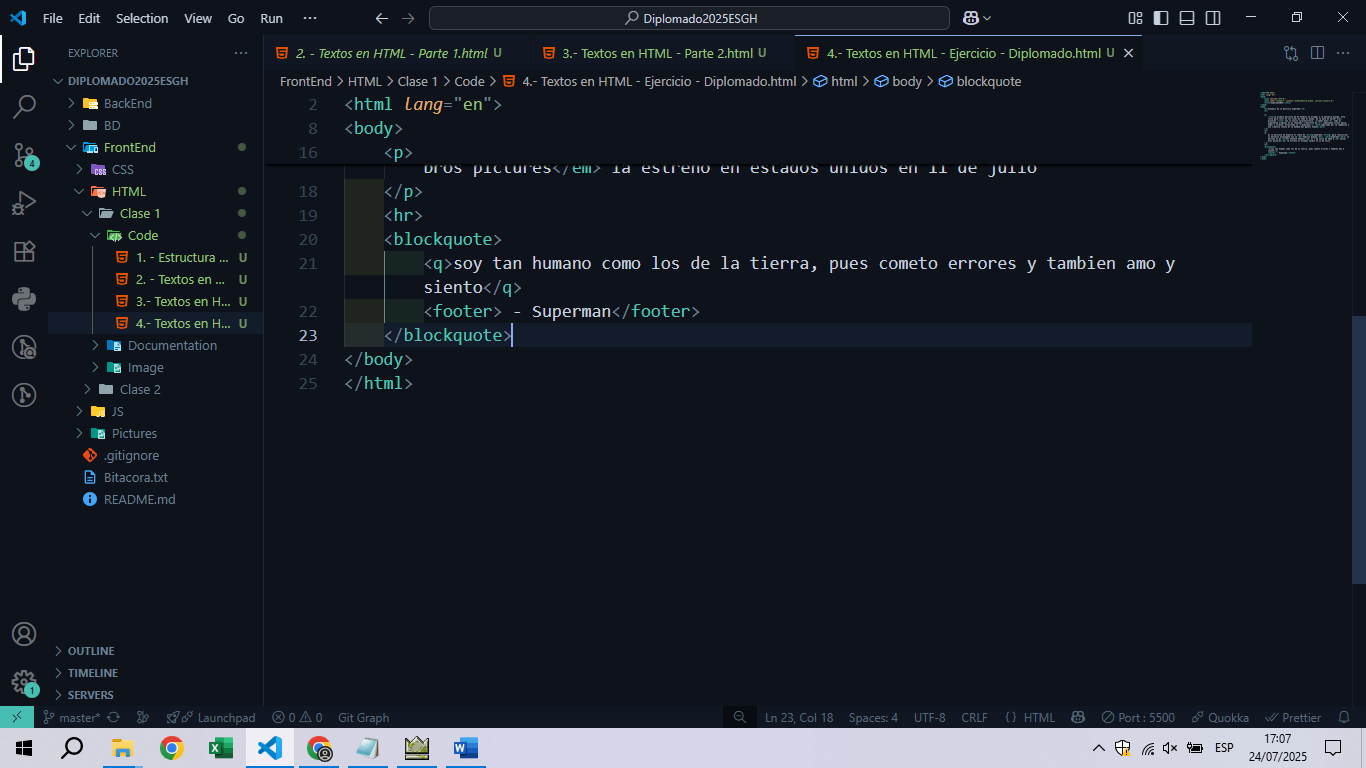 File Edit Selection View Go Run ··· Diplomado2025ESGH
EXPLORER ···
DIPLOMADO2025ESGH
BackEnd
BD
FrontEnd
CSS
HTML
Clase 1
Code
1. - Estructura ... U
2. - Textos en ... U
3.- Textos en H... U
4.- Textos en H... U
Documentation
Image
Clase 2
JS
Pictures
.gitignore
Bitacora.txt
README.md
OUTLINE
TIMELINE
SERVERS
4
1
2. - Textos en HTML - Parte 1.html U 3.- Textos en HTML - Parte 2.html U 4.- Textos en HTML - Ejercicio - Diplomado.html U
FrontEnd > HTML > Clase 1 > Code > 4.- Textos en HTML - Ejercicio - Diplomado.html > html > body > blockquote
2 <html lang="en">
8 <body>
16 <p>
bros pictures</em> la estreno en estados unidos en 11 de julio
18 </p>
19 <hr>
20 <blockquote>
21 <q>soy tan humano como los de la tierra, pues cometo errores y tambien amo y
siento</q>
22 <footer> - Superman</footer>
23 </blockquote>
24 </body>
25 </html>
master* Launchpad 0 0 Git Graph Ln 23, Col 18 Spaces: 4 UTF-8 CRLF {} HTML Port : 5500 Quokka Prettier
ESP
17:07
24/07/2025